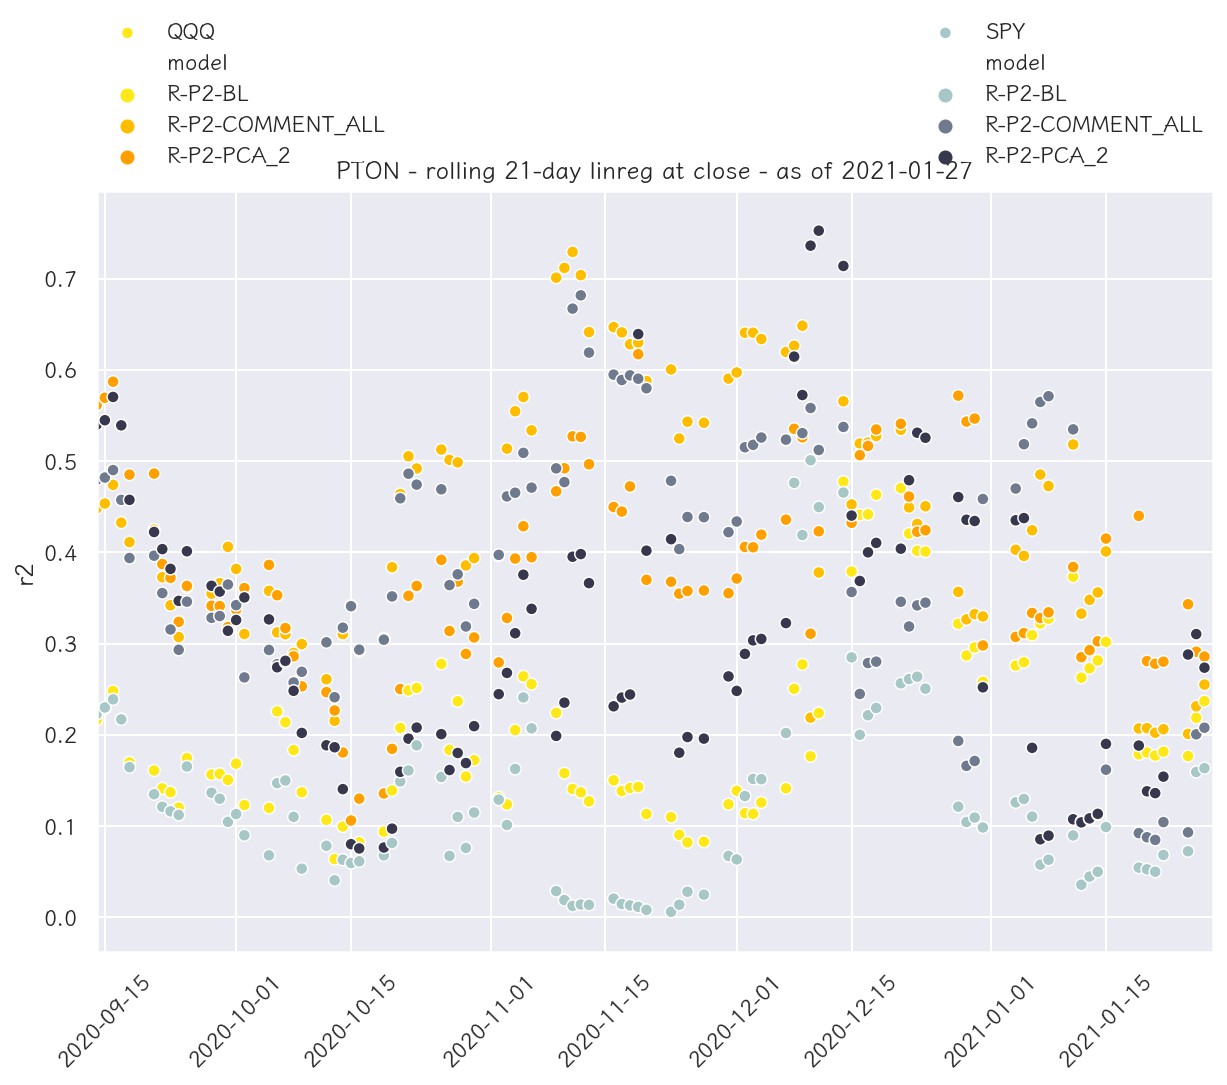 QQQ
model
R-P2-BL
R-P2-COMMENT_ALL
R-P2-PCA_2
SPY
model
R-P2-BL
R-P2-COMMENT_ALL
R-P2-PCA_2
PTON - rolling 21-day linreg at close - as of 2021-01-27
0.7
0.6
0.5
0.4
0.3
0.2
0.1
0.0
r2
2020-09-15
2020-10-01
2020-10-15
2020-11-01
2020-11-15
2020-12-01
2020-12-15
2021-01-01
2021-01-15